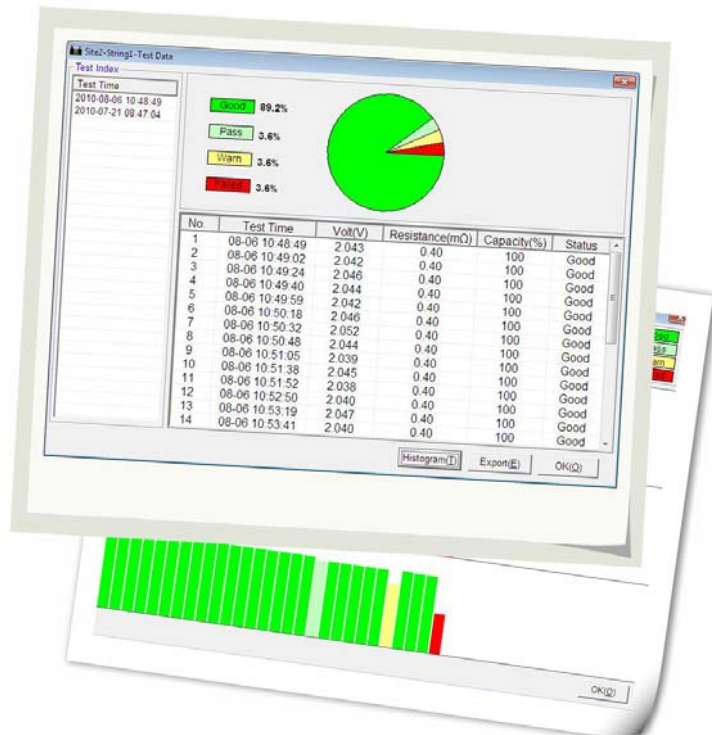 Site2-String1-Test Data
Test Index
Test Time
2010-08-06 10:48:49
2010-07-21 08:47:04
Good 89.2%
Pass 3.6%
Warn 3.6%
Failed 3.6%
No. Test Time Volt(V) Resistance(mΩ) Capacity(%) Status
1 08-06 10:48:49 2.043 0.40 100 Good
2 08-06 10:49:02 2.042 0.40 100 Good
3 08-06 10:49:24 2.046 0.40 100 Good
4 08-06 10:49:40 2.044 0.40 100 Good
5 08-06 10:49:59 2.042 0.40 100 Good
6 08-06 10:50:18 2.046 0.40 100 Good
7 08-06 10:50:32 2.052 0.40 100 Good
8 08-06 10:50:48 2.044 0.40 100 Good
9 08-06 10:51:05 2.039 0.40 100 Good
10 08-06 10:51:38 2.045 0.40 100 Good
11 08-06 10:51:52 2.038 0.40 100 Good
12 08-06 10:52:50 2.040 0.40 100 Good
13 08-06 10:53:19 2.047 0.40 100 Good
14 08-06 10:53:41 2.040 0.40 100 Good
Histogram(I) Export(E) OK(O)
OK(O)